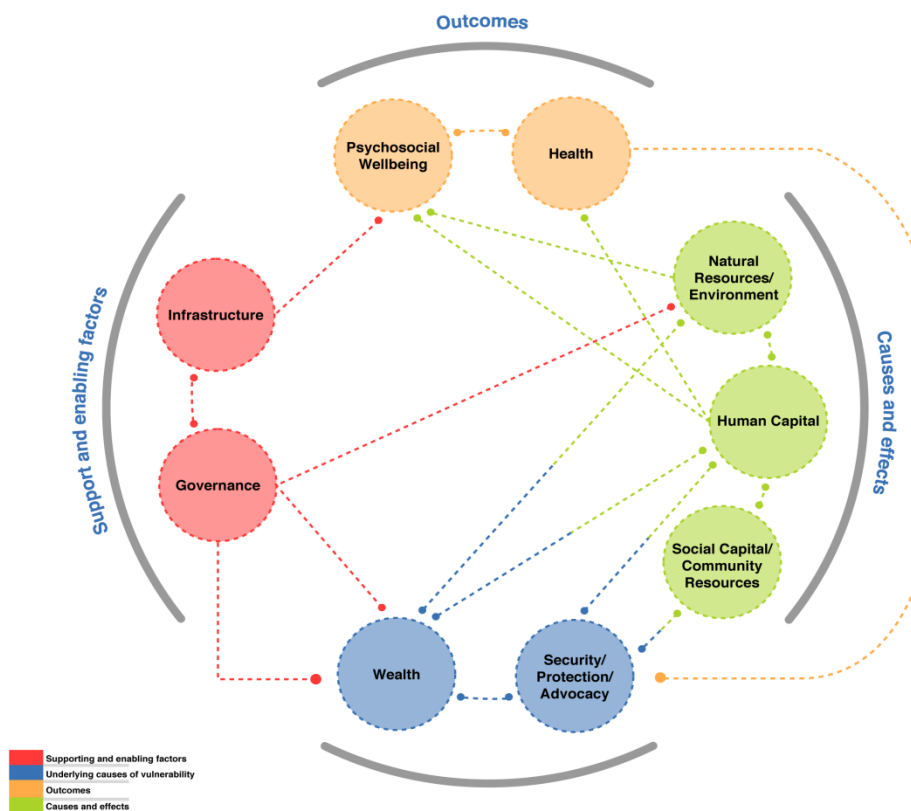 Outcomes
Psychosocial
Wellbeing
Health
Support and enabling factors
Infrastructure
Natural
Resources/
Environment
Causes and effects
Human Capital
Governance
Social Capital/
Community
Resources
Wealth
Security/
Protection/
Advocacy
Supporting and enabling factors
Underlying causes of vulnerability
Outcomes
Causes and effects